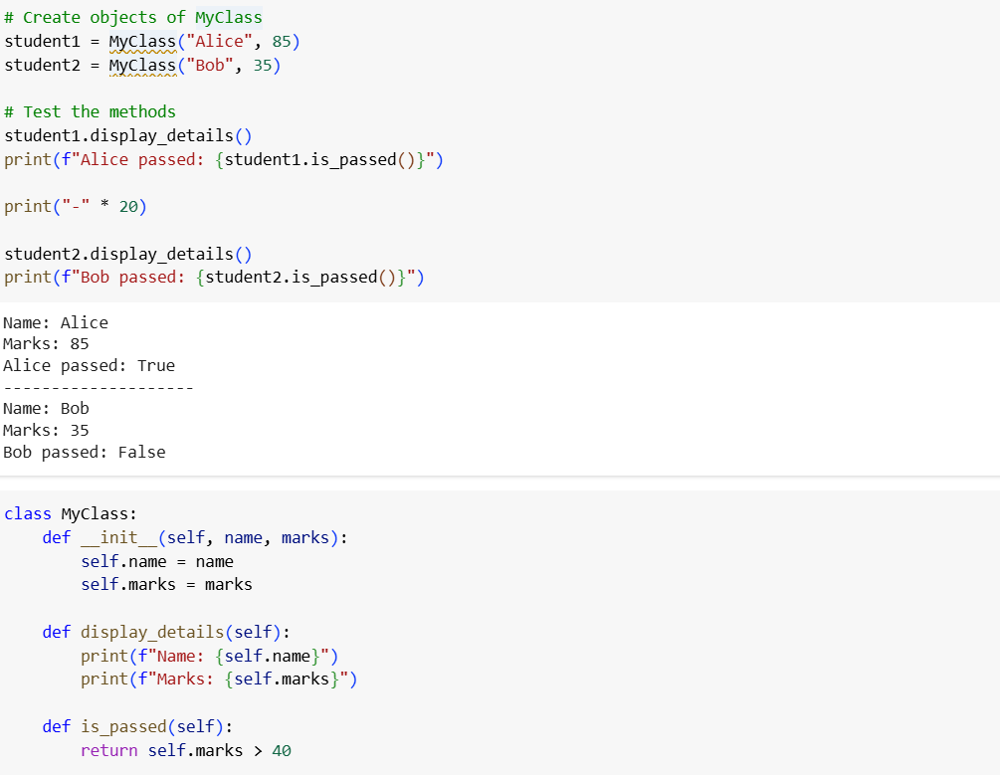 # Create objects of MyClass
student1 = MyClass("Alice", 85)
student2 = MyClass("Bob", 35)

# Test the methods
student1.display_details()
print(f"Alice passed: {student1.is_passed()}")

print("-" * 20)

student2.display_details()
print(f"Bob passed: {student2.is_passed()}")

Name: Alice
Marks: 85
Alice passed: True
--------------------
Name: Bob
Marks: 35
Bob passed: False

class MyClass:
    def __init__(self, name, marks):
        self.name = name
        self.marks = marks

    def display_details(self):
        print(f"Name: {self.name}")
        print(f"Marks: {self.marks}")

    def is_passed(self):
        return self.marks > 40